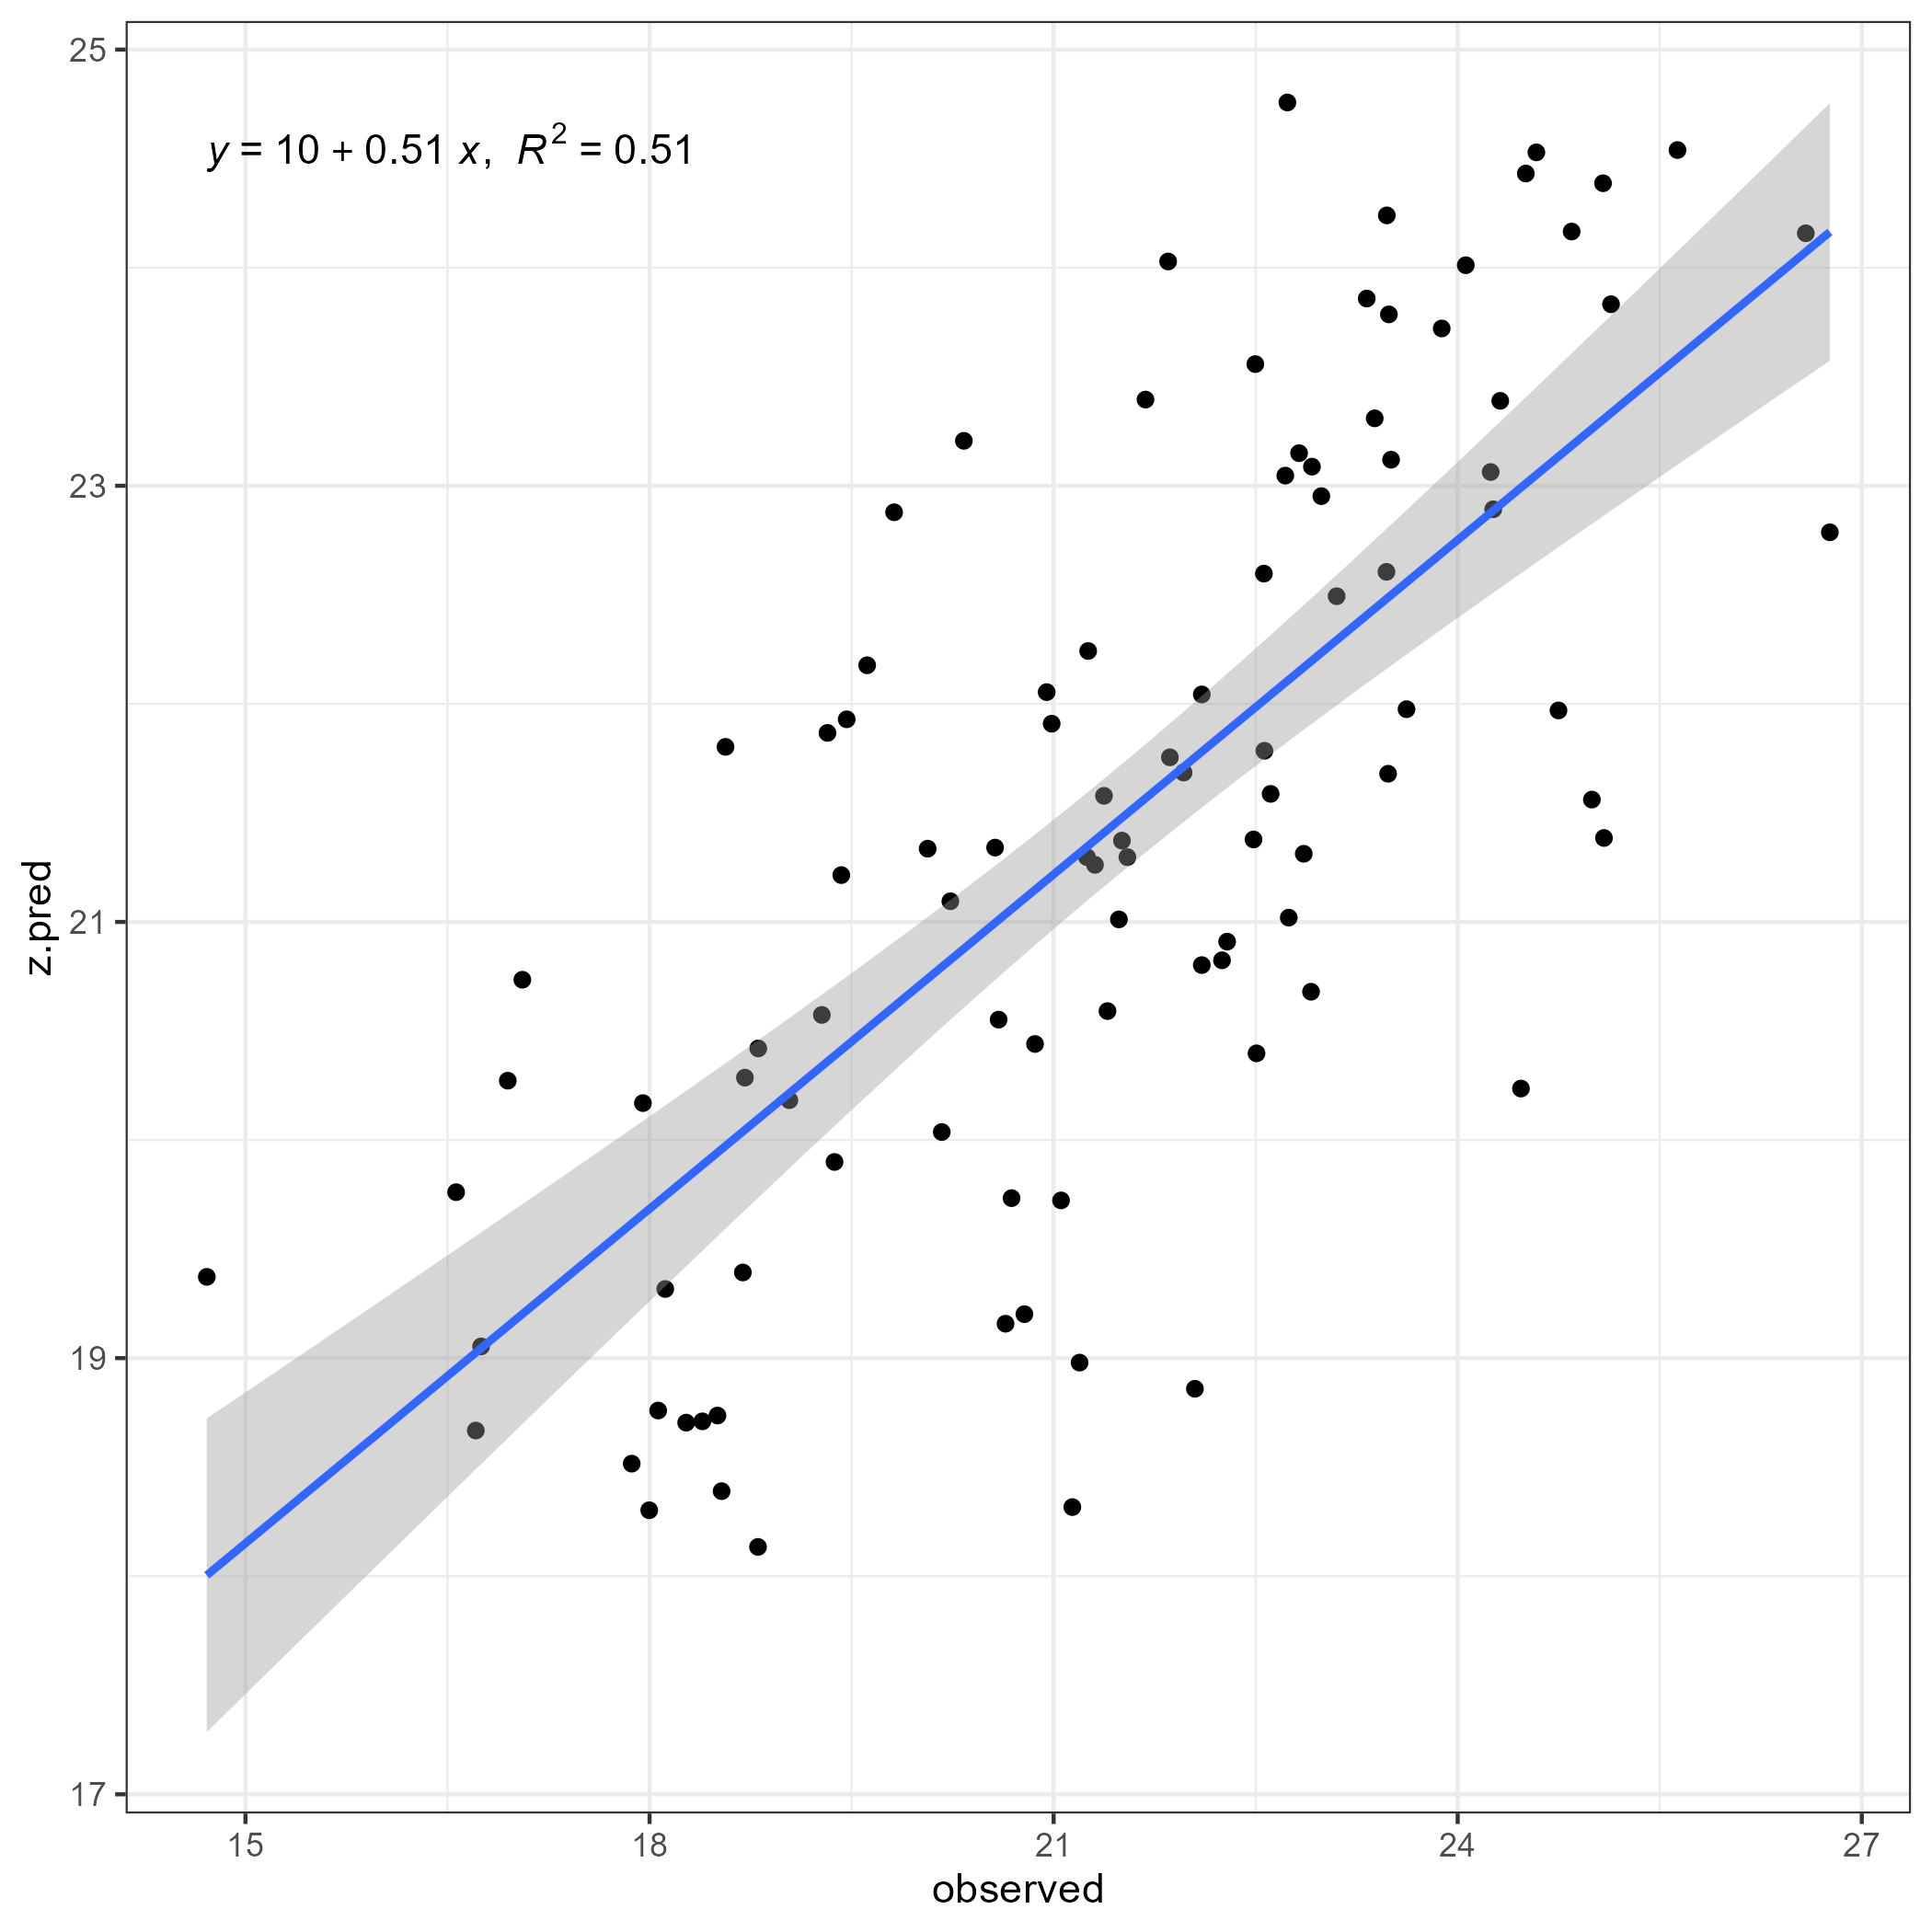 y = 10 + 0.51 x, R² = 0.51
25
23
21
19
17
z.pred
15 18 21 24 27
observed